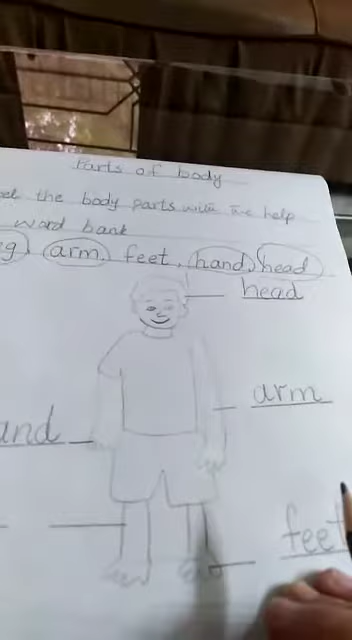 Parts of body
the body parts with the help
word bank
eg, arm, feet, hand, head
head
arm
and
feet